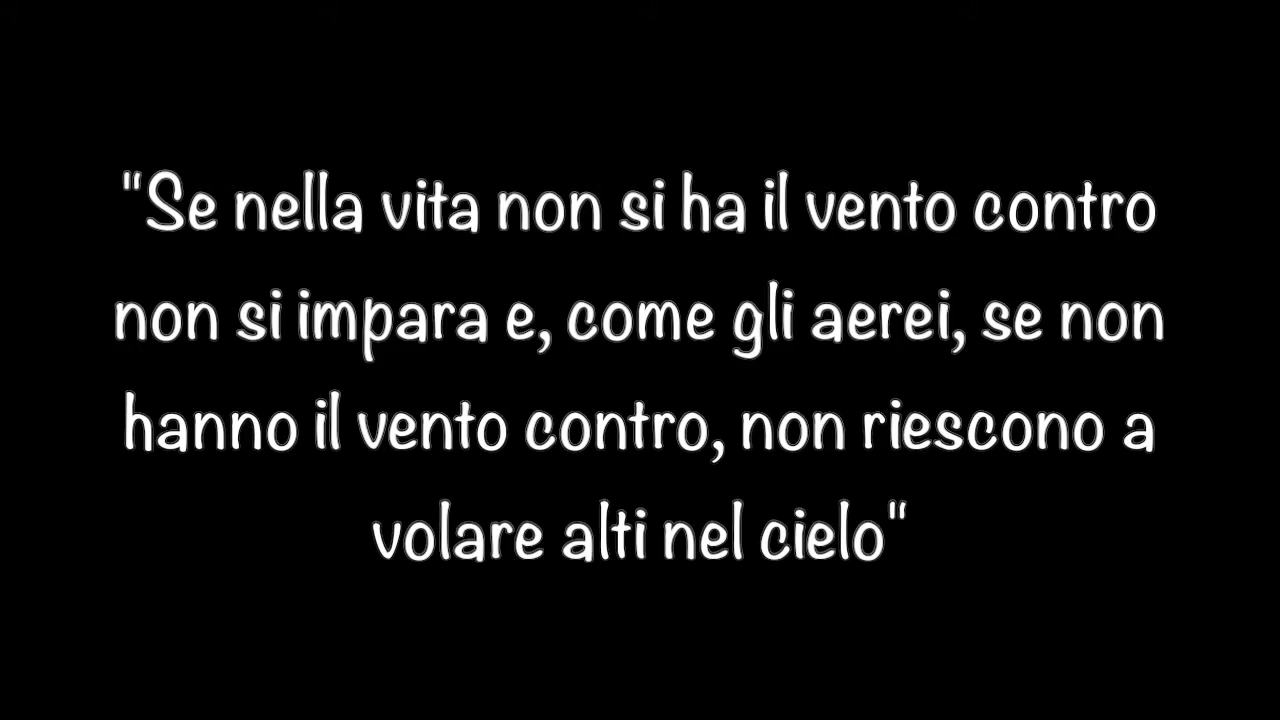 "Se nella vita non si ha il vento contro
non si impara e, come gli aerei, se non
hanno il vento contro, non riescono a
volare alti nel cielo"